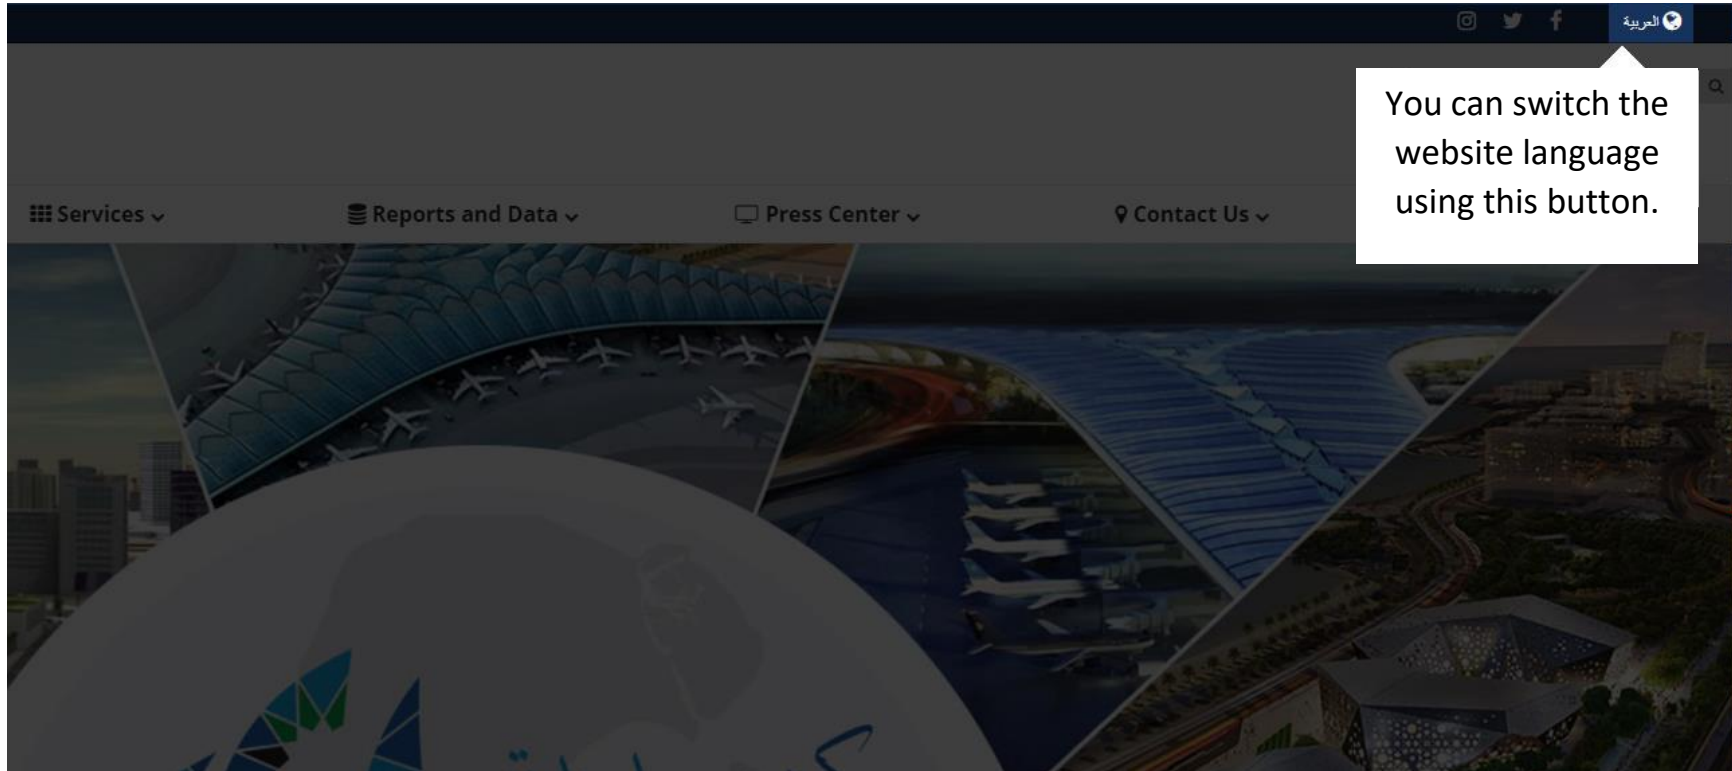 العربية
You can switch the
website language
using this button.
Services
Reports and Data
Press Center
Contact Us